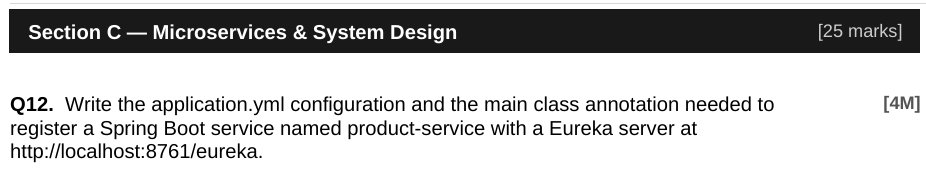 Section C — Microservices & System Design [25 marks]
Q12. Write the application.yml configuration and the main class annotation needed to [4M]
register a Spring Boot service named product-service with a Eureka server at
http://localhost:8761/eureka.